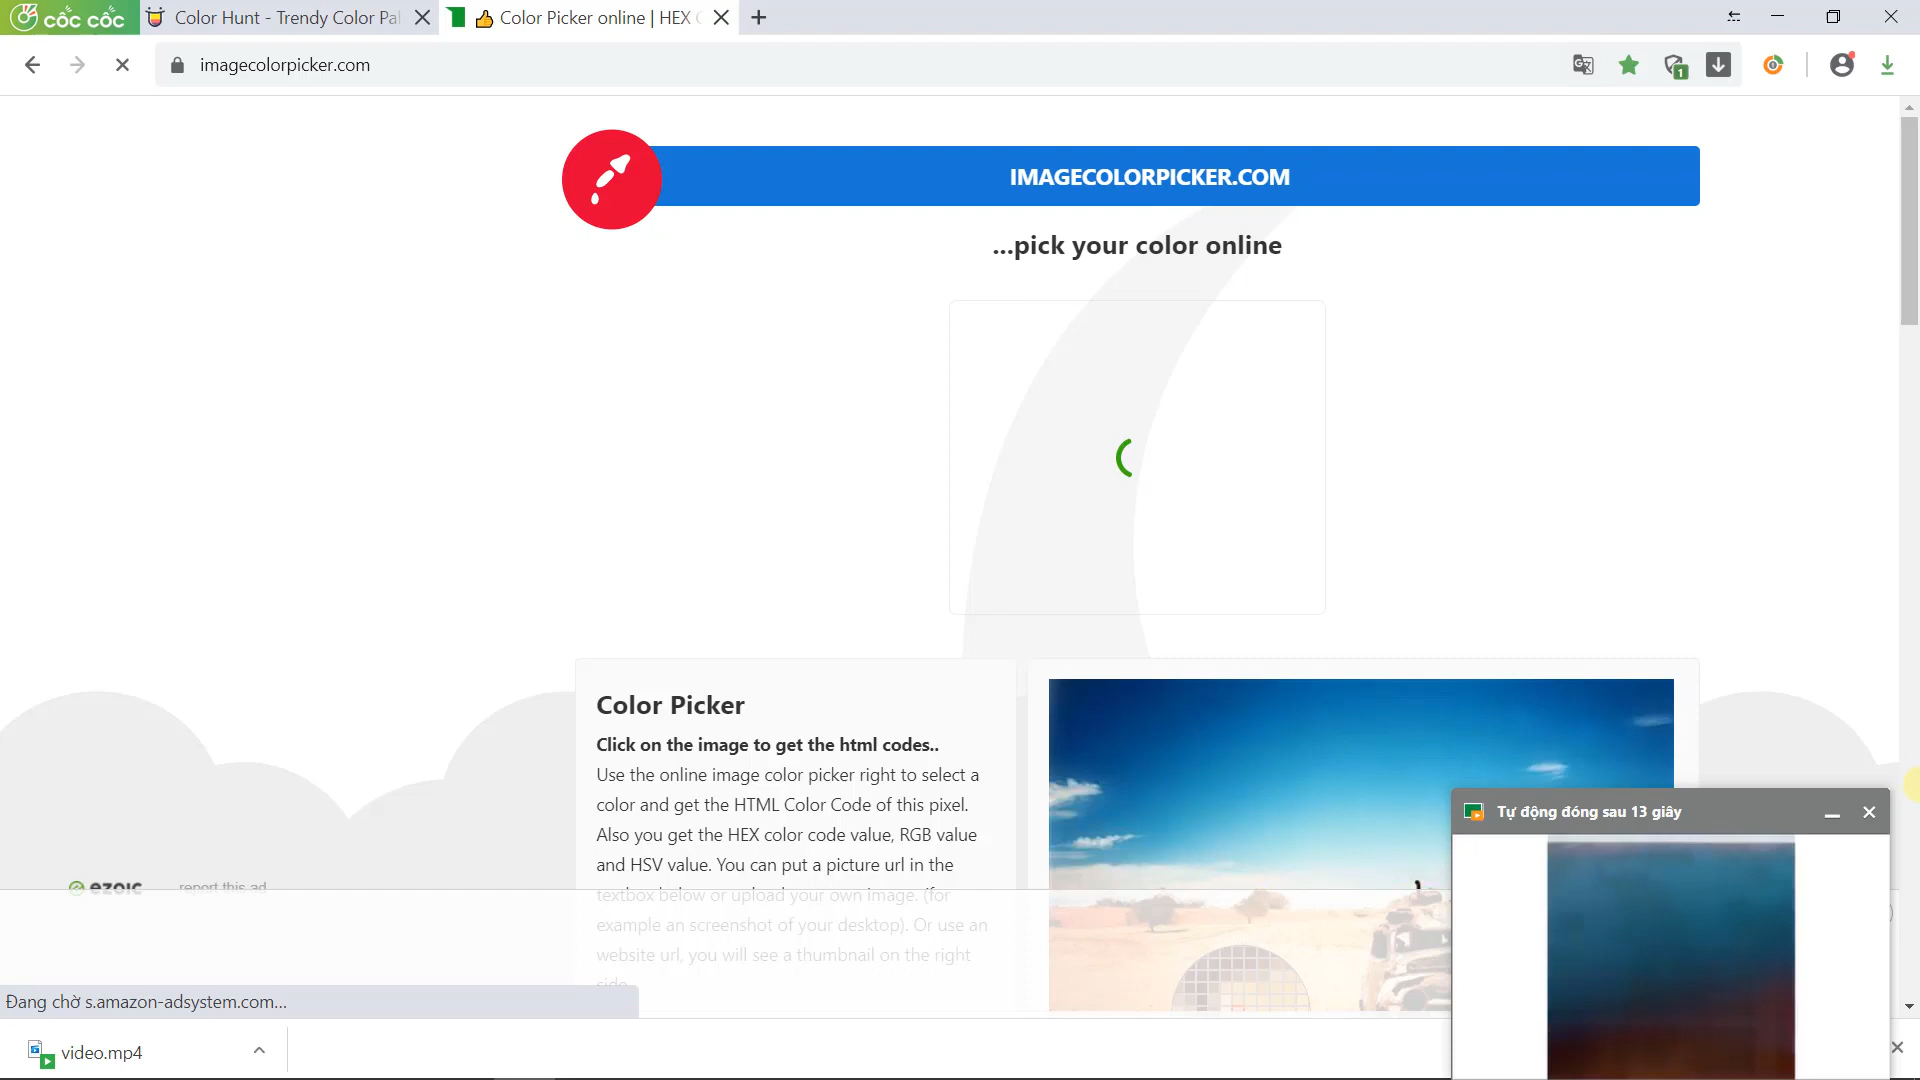 cốc cốc
Color Hunt - Trendy Color Pal
Color Picker online | HEX C
imagecolorpicker.com
1
IMAGECOLORPICKER.COM
...pick your color online
Color Picker
Click on the image to get the html codes..
Use the online image color picker right to select a
color and get the HTML Color Code of this pixel.
Also you get the HEX color code value, RGB value
and HSV value. You can put a picture url in the
textbox below or upload your own image. (for
example an screenshot of your desktop). Or use an
website url, you will see a thumbnail on the right
side.
ezoic
report this ad
Tự động đóng sau 13 giây
Đang chờ s.amazon-adsystem.com...
video.mp4